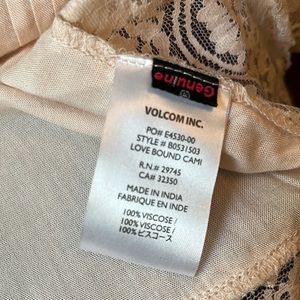 Genuine
VOLCOM INC.
PO# E4530-00
STYLE # B0531503
LOVE BOUND CAMI
R.N.# 29745
CA# 32350
MADE IN INDIA
FABRIQUE EN INDE
100% VISCOSE /
100% VISCOSE /
100% ビスコース